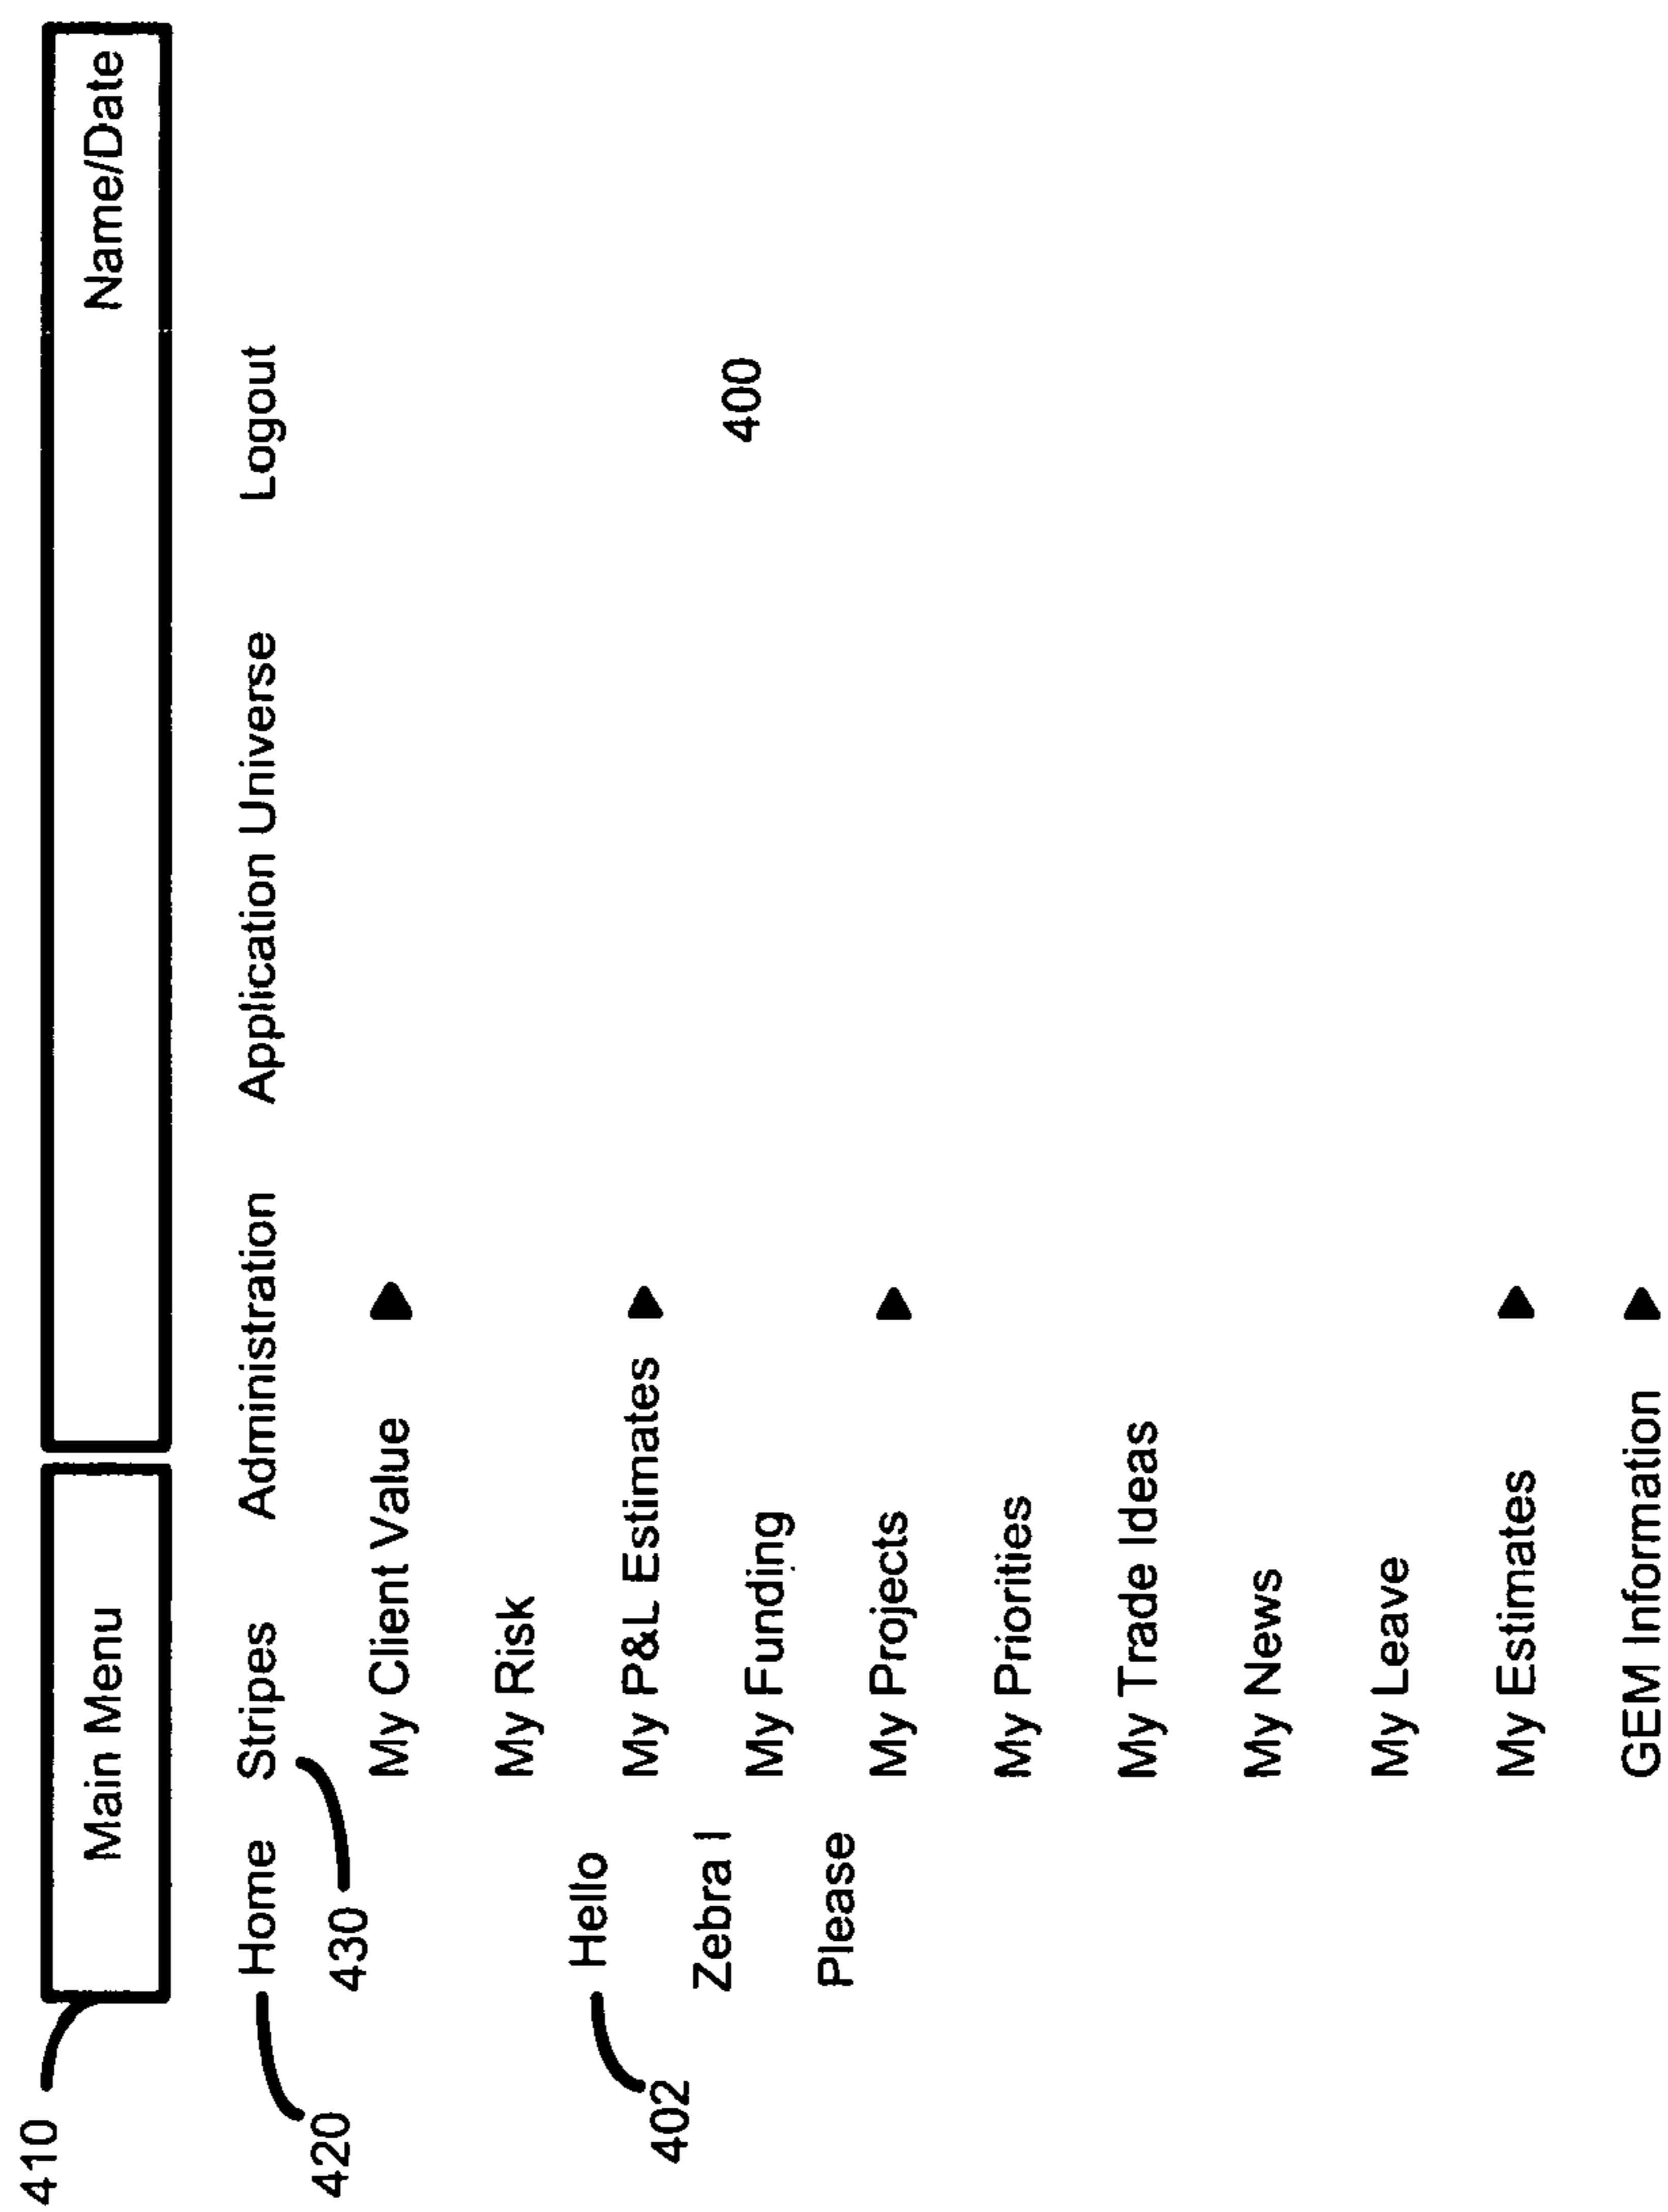 410
Main Menu Name/Date
420 Home Stripes Administration Application Universe Logout
430
My Client Value
My Risk
402 Hello
My P&L Estimates
Zebra I
My Funding
400
Please
My Projects
My Priorities
My Trade Ideas
My News
My Leave
My Estimates
GEM Information